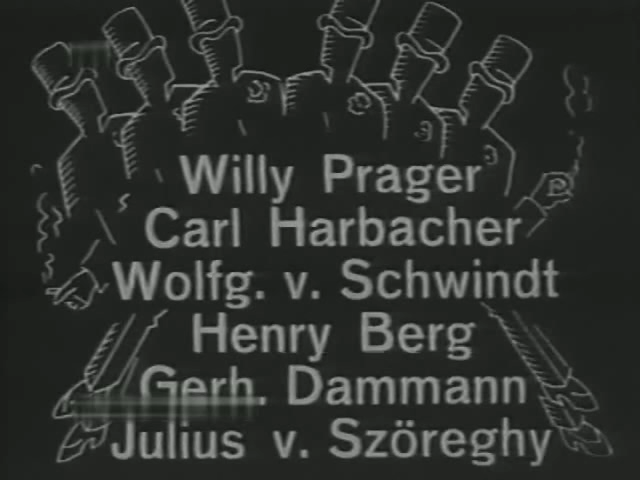 Willy Prager
Carl Harbacher
Wolfg. v. Schwindt
Henry Berg
Gerh. Dammann
Julius v. Szöreghy